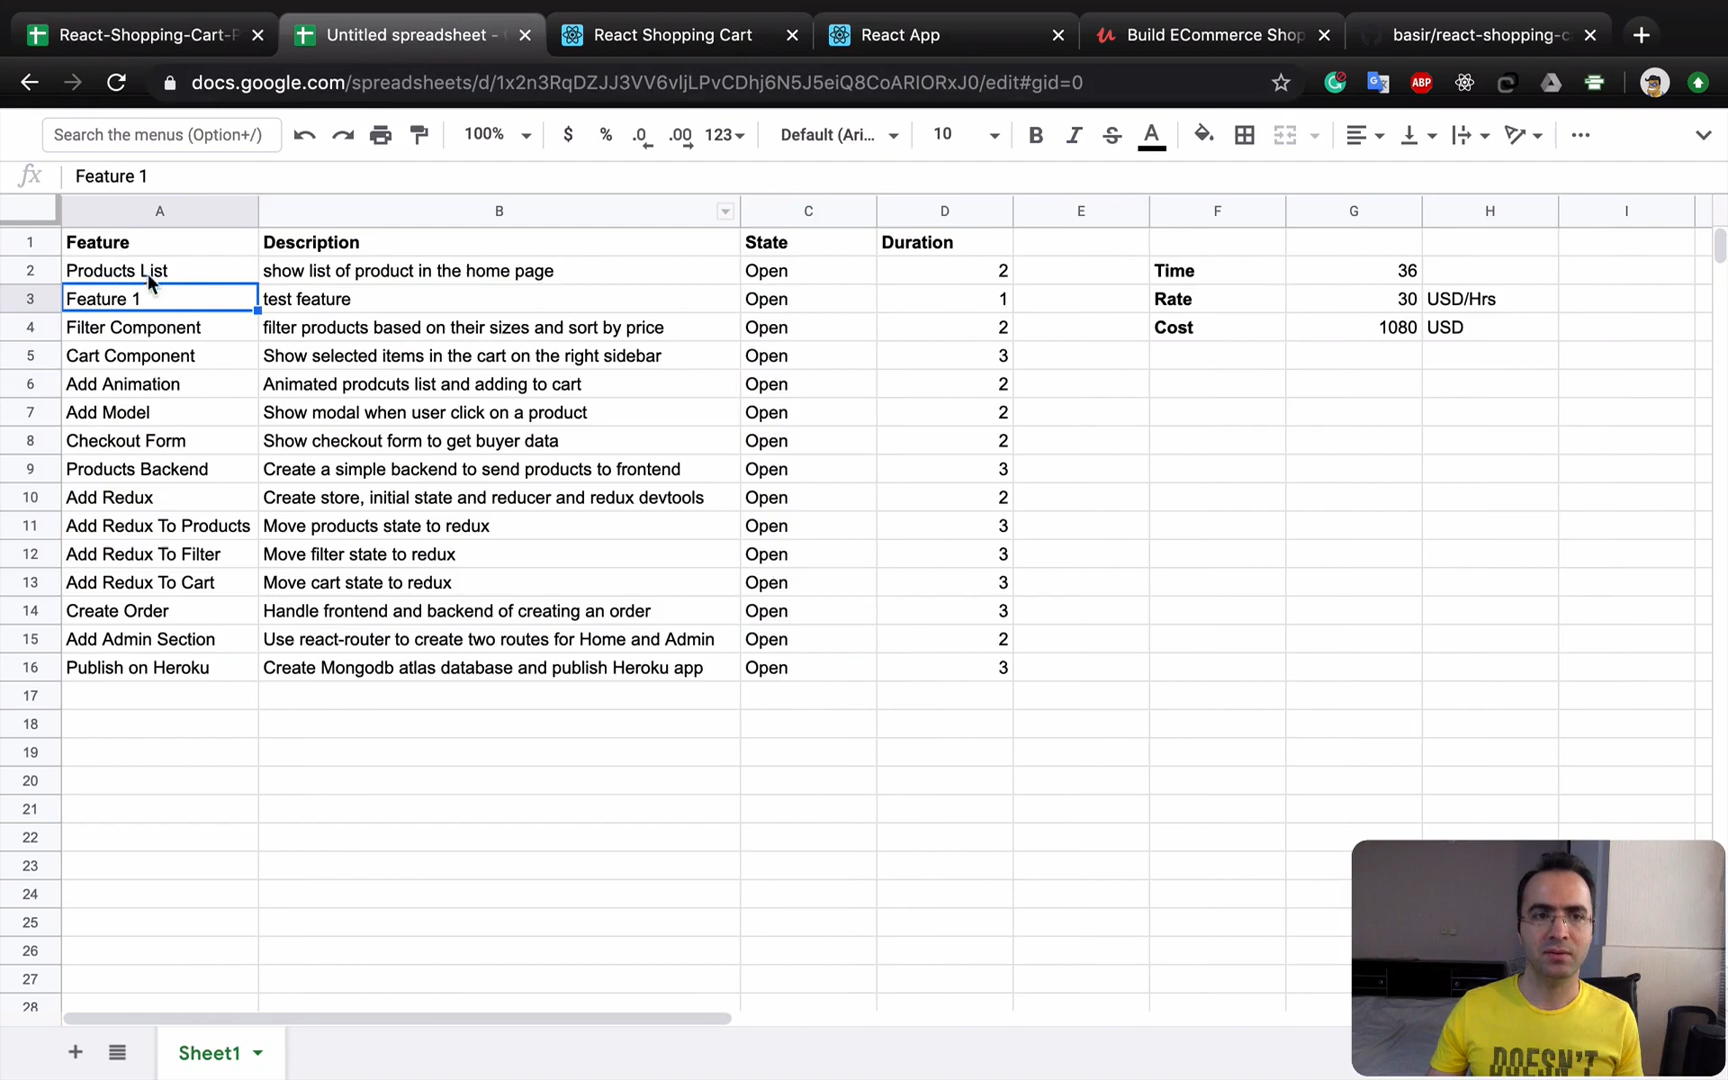 React-Shopping-Cart-P
Untitled spreadsheet -
React Shopping Cart
React App
Build ECommerce Shop
basir/react-shopping-c
docs.google.com/spreadsheets/d/1x2n3RqDZJJ3VV6vljLPvCDhj6N5J5eiQ8CoARIORxJ0/edit#gid=0
ABP
Search the menus (Option+/)
100% $ % .0 .00 123 Default (Ari... 10 B I S A
fx Feature 1
A B C D E F G H I
1 Feature Description State Duration
2 Products List show list of product in the home page Open 2 Time 36
3 Feature 1 test feature Open 1 Rate 30 USD/Hrs
4 Filter Component filter products based on their sizes and sort by price Open 2 Cost 1080 USD
5 Cart Component Show selected items in the cart on the right sidebar Open 3
6 Add Animation Animated prodcuts list and adding to cart Open 2
7 Add Model Show modal when user click on a product Open 2
8 Checkout Form Show checkout form to get buyer data Open 2
9 Products Backend Create a simple backend to send products to frontend Open 3
10 Add Redux Create store, initial state and reducer and redux devtools Open 2
11 Add Redux To Products Move products state to redux Open 3
12 Add Redux To Filter Move filter state to redux Open 3
13 Add Redux To Cart Move cart state to redux Open 3
14 Create Order Handle frontend and backend of creating an order Open 3
15 Add Admin Section Use react-router to create two routes for Home and Admin Open 2
16 Publish on Heroku Create Mongodb atlas database and publish Heroku app Open 3
17
18
19
20
21
22
23
24
25
26
27
28
Sheet1
DOESN'T